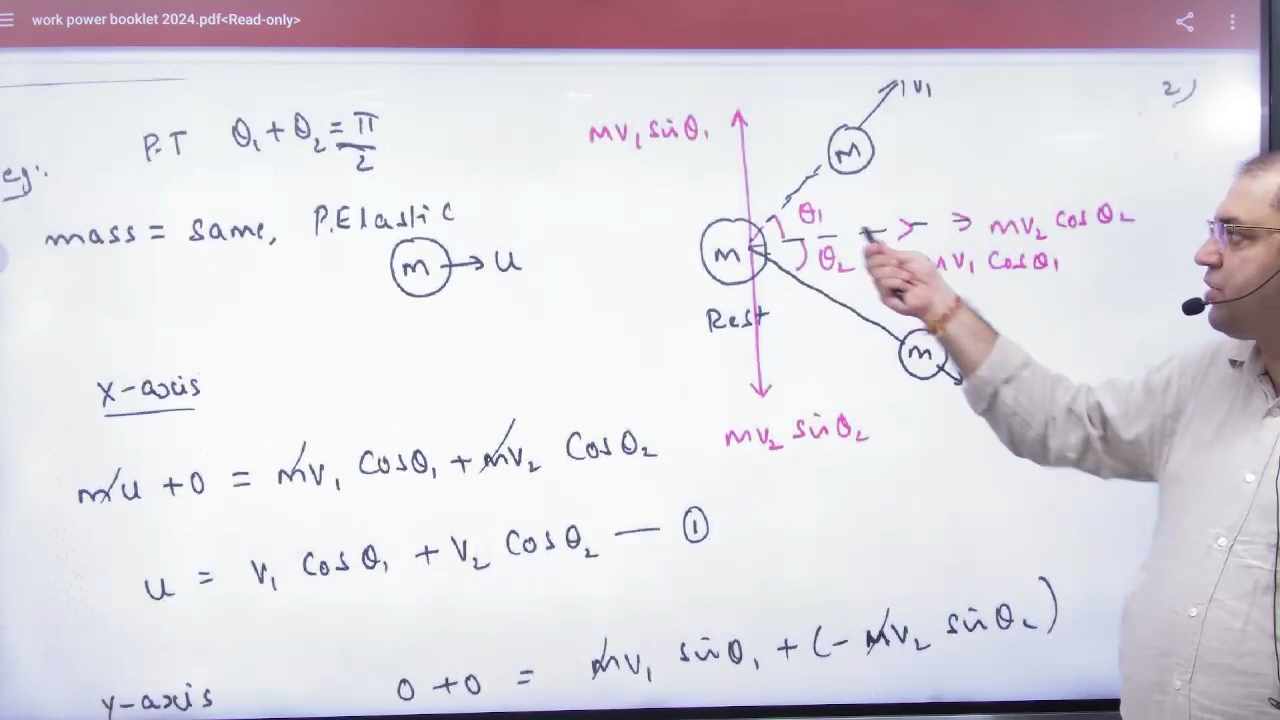 work power booklet 2024.pdf<Read-only>
eg:. P.T θ₁ + θ₂ = π/2
mass = same, P.Elastic
m → u
x-axis
mu + 0 = mv₁ cosθ₁ + mv₂ cosθ₂
u = v₁ cosθ₁ + v₂ cosθ₂ — ①
y-axis 0 + 0 = mv₁ sinθ₁ + (-mv₂ sinθ₂)
2)
v₁
mv₁ sinθ₁
m
θ₁
m
θ₂
→ mv₂ cosθ₂
mv₁ cosθ₁
Rest
m
mv₂ sinθ₂